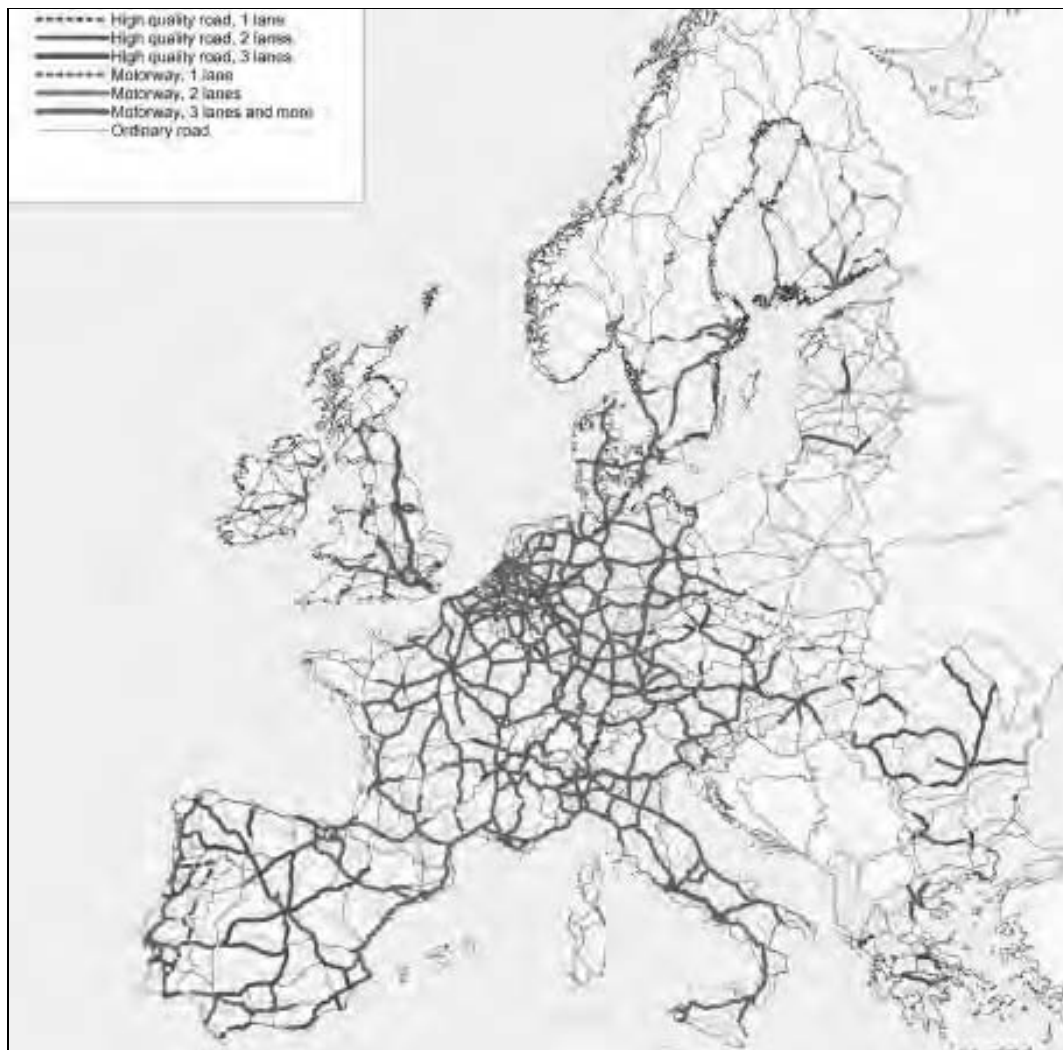 High quality road, 1 lane
High quality road, 2 lanes
High quality road, 3 lanes
Motorway, 1 lane
Motorway, 2 lanes
Motorway, 3 lanes and more
Ordinary road